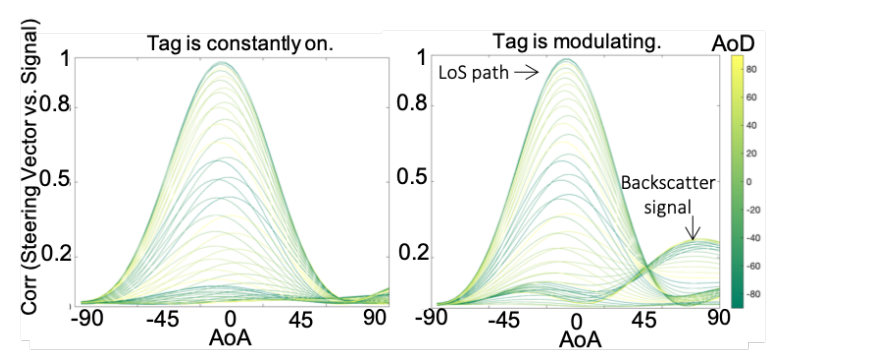 Tag is constantly on.
Tag is modulating.
AoD
Corr (Steering Vector vs. Signal)
1
0.8
0.5
0.2
-90 -45 0 45 90
AoA
LoS path
Backscatter
signal
1
0.8
0.5
0.2
-90 -45 0 45 90
AoA
80
60
40
20
0
-20
-40
-60
-80